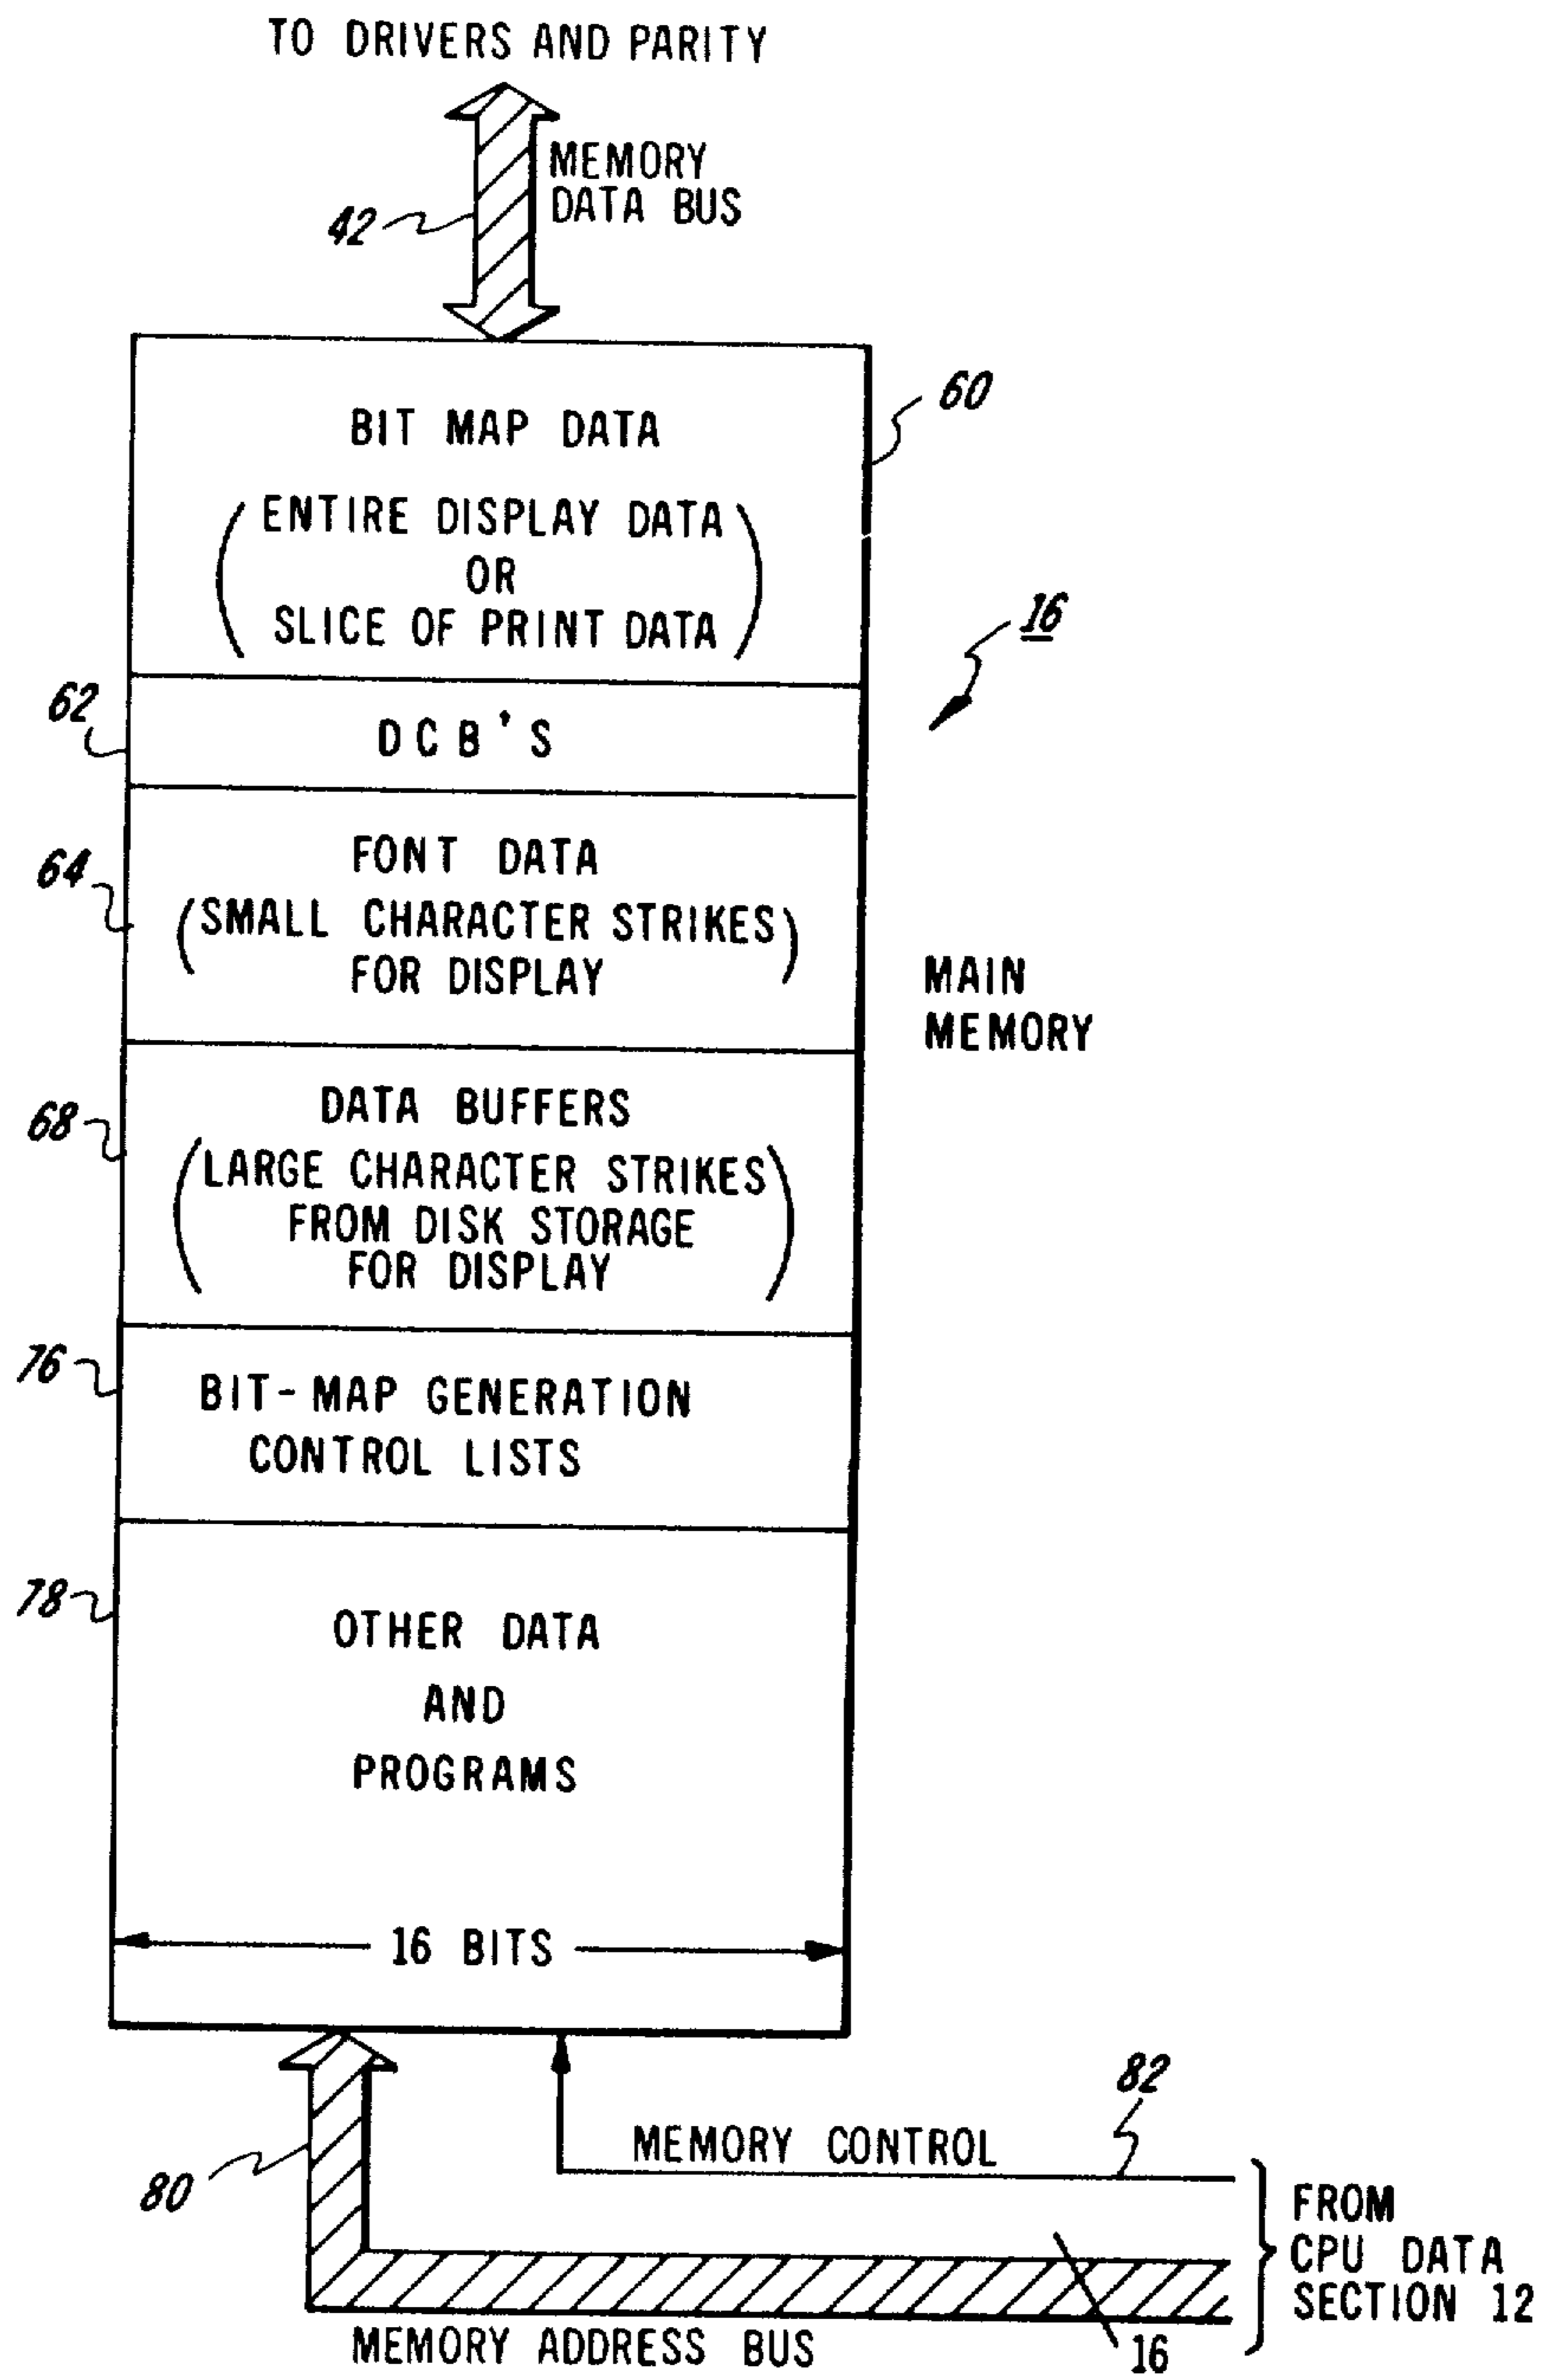 TO DRIVERS AND PARITY
MEMORY
DATA BUS
42
60
BIT MAP DATA
(ENTIRE DISPLAY DATA
OR
SLICE OF PRINT DATA)
16
62
DCB'S
64
FONT DATA
(SMALL CHARACTER STRIKES)
FOR DISPLAY
MAIN
MEMORY
68
DATA BUFFERS
(LARGE CHARACTER STRIKES
FROM DISK STORAGE
FOR DISPLAY)
76
BIT-MAP GENERATION
CONTROL LISTS
78
OTHER DATA
AND
PROGRAMS
16 BITS
82
MEMORY CONTROL
80
FROM
CPU DATA
SECTION 12
MEMORY ADDRESS BUS
16